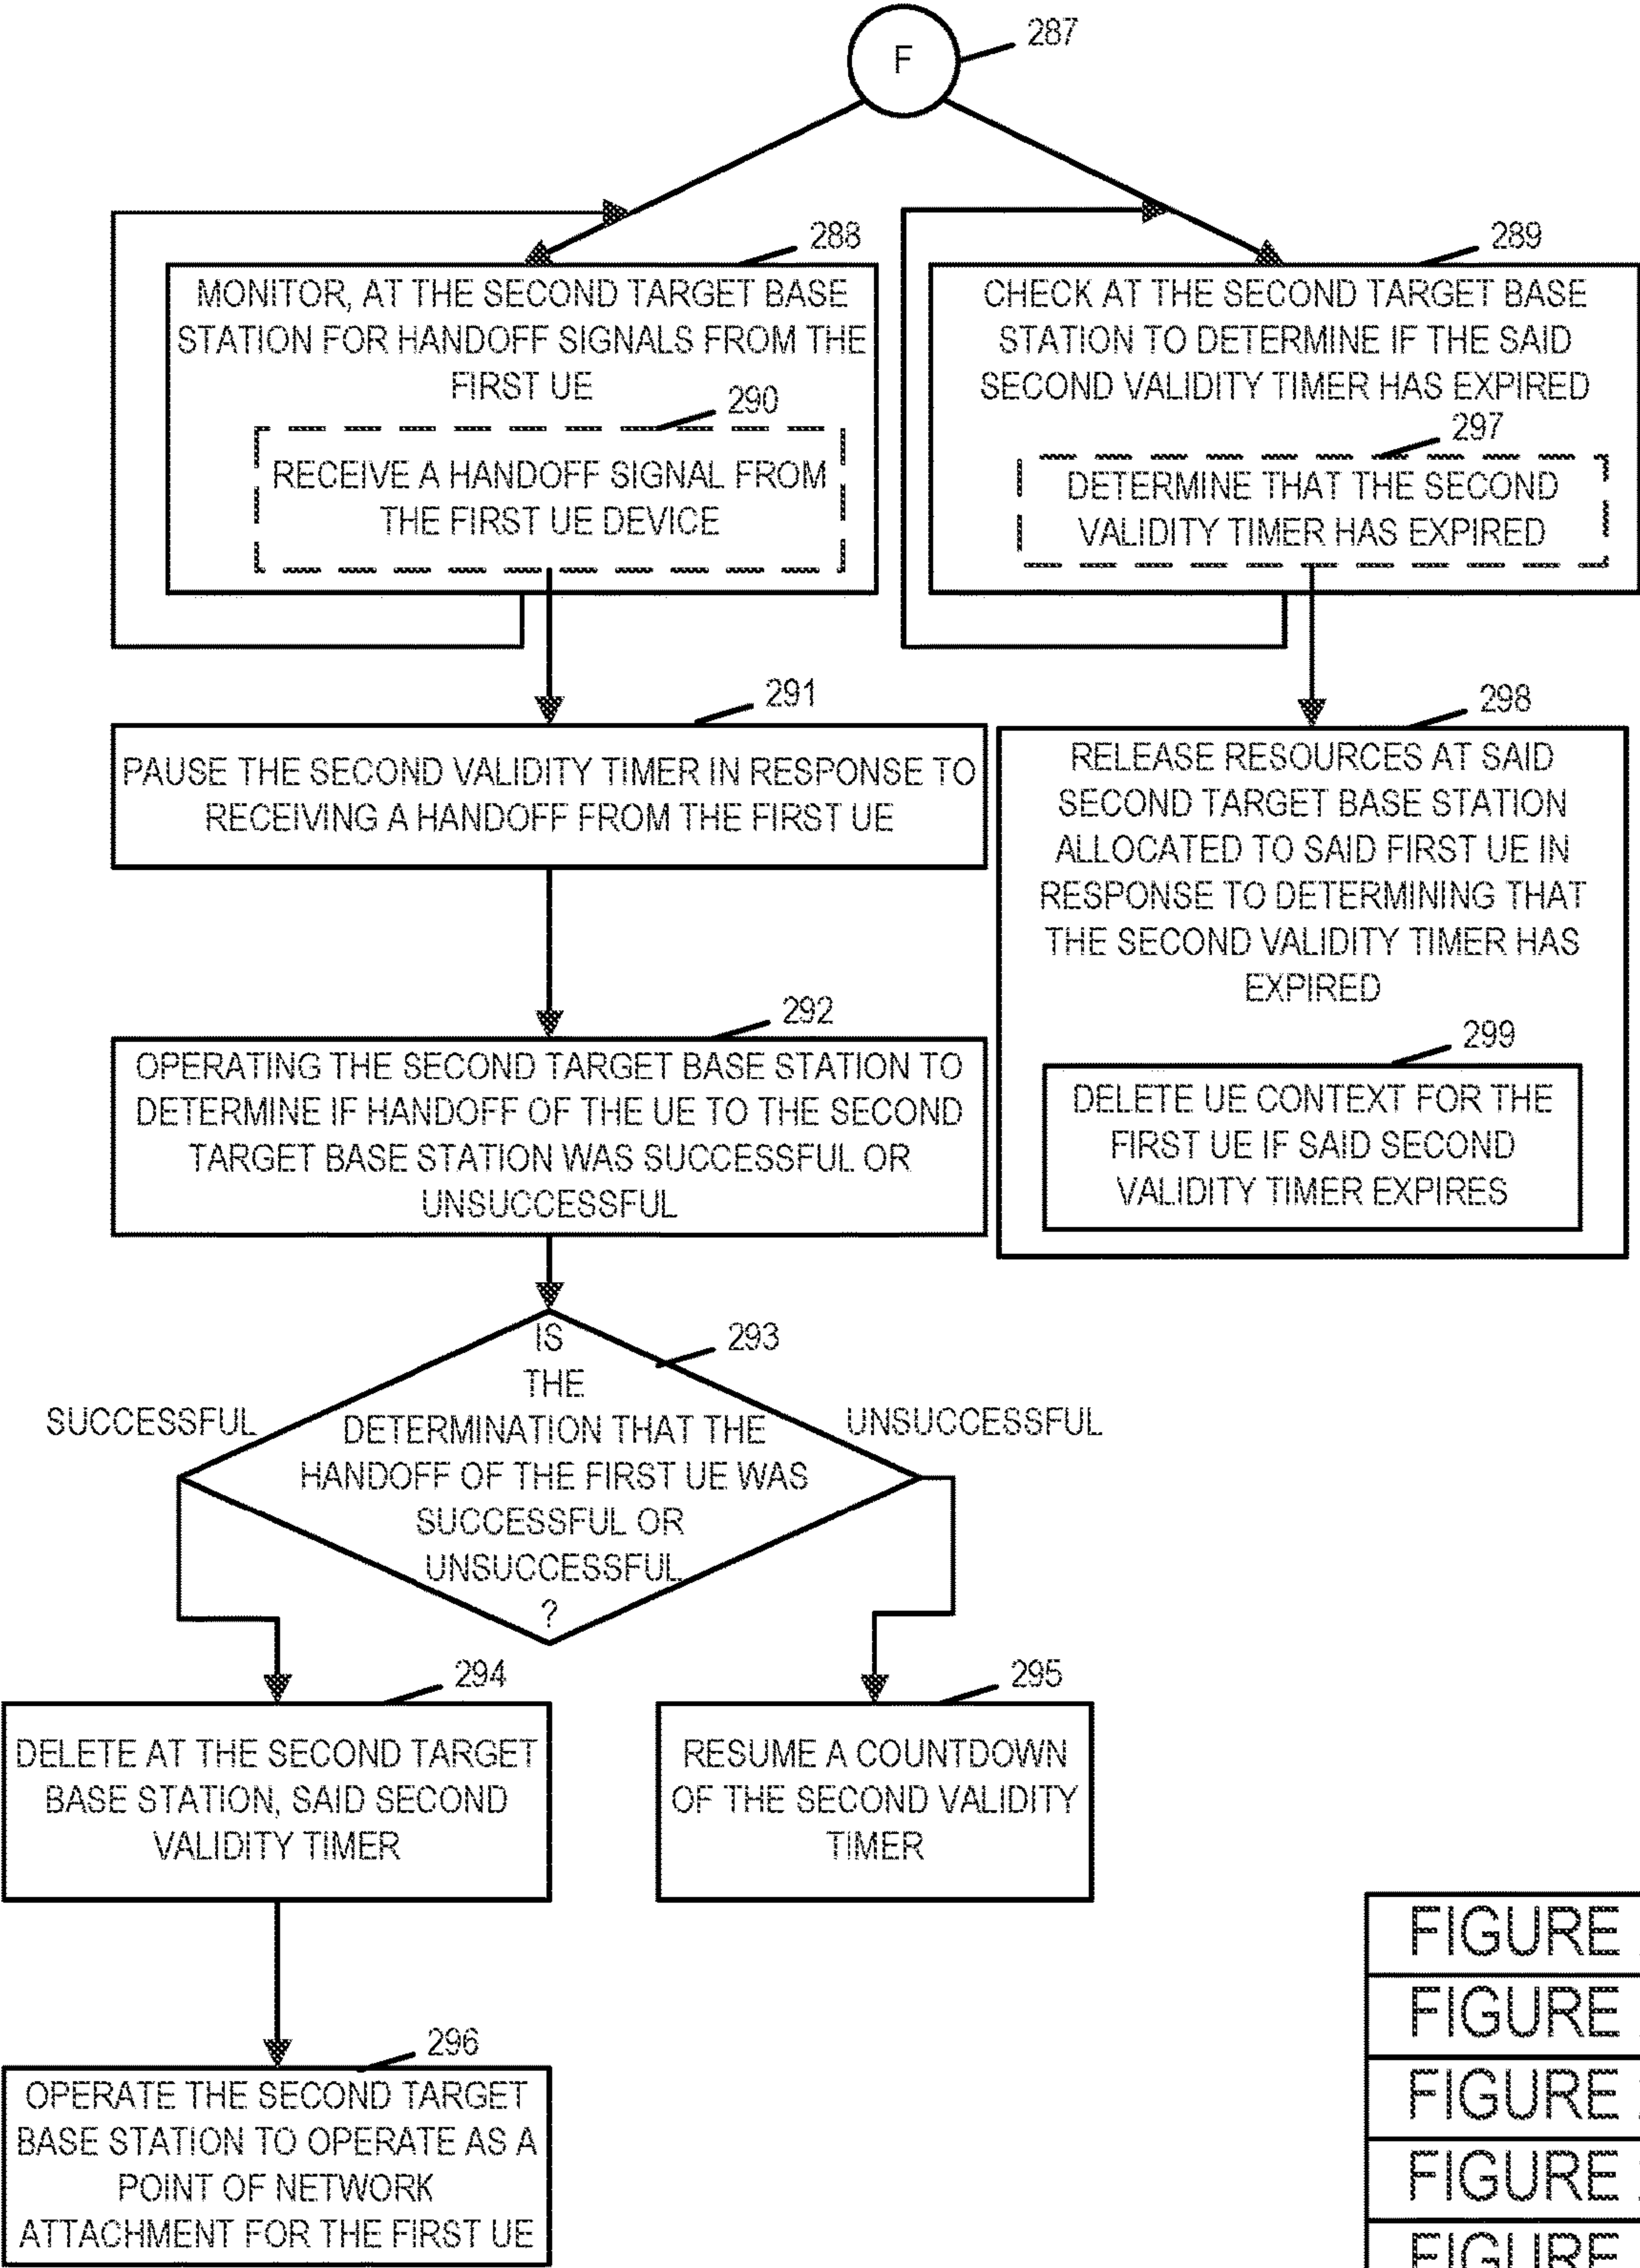 F
287
288
MONITOR, AT THE SECOND TARGET BASE
STATION FOR HANDOFF SIGNALS FROM THE
FIRST UE
290
RECEIVE A HANDOFF SIGNAL FROM
THE FIRST UE DEVICE
289
CHECK AT THE SECOND TARGET BASE
STATION TO DETERMINE IF THE SAID
SECOND VALIDITY TIMER HAS EXPIRED
297
DETERMINE THAT THE SECOND
VALIDITY TIMER HAS EXPIRED
291
PAUSE THE SECOND VALIDITY TIMER IN RESPONSE TO
RECEIVING A HANDOFF FROM THE FIRST UE
298
RELEASE RESOURCES AT SAID
SECOND TARGET BASE STATION
ALLOCATED TO SAID FIRST UE IN
RESPONSE TO DETERMINING THAT
THE SECOND VALIDITY TIMER HAS
EXPIRED
299
DELETE UE CONTEXT FOR THE
FIRST UE IF SAID SECOND
VALIDITY TIMER EXPIRES
292
OPERATING THE SECOND TARGET BASE STATION TO
DETERMINE IF HANDOFF OF THE UE TO THE SECOND
TARGET BASE STATION WAS SUCCESSFUL OR
UNSUCCESSFUL
293
IS
THE
DETERMINATION THAT THE
HANDOFF OF THE FIRST UE WAS
SUCCESSFUL OR
UNSUCCESSFUL
?
SUCCESSFUL
UNSUCCESSFUL
294
DELETE AT THE SECOND TARGET
BASE STATION, SAID SECOND
VALIDITY TIMER
295
RESUME A COUNTDOWN
OF THE SECOND VALIDITY
TIMER
296
OPERATE THE SECOND TARGET
BASE STATION TO OPERATE AS A
POINT OF NETWORK
ATTACHMENT FOR THE FIRST UE
FIGURE
FIGURE
FIGURE
FIGURE
FIGURE